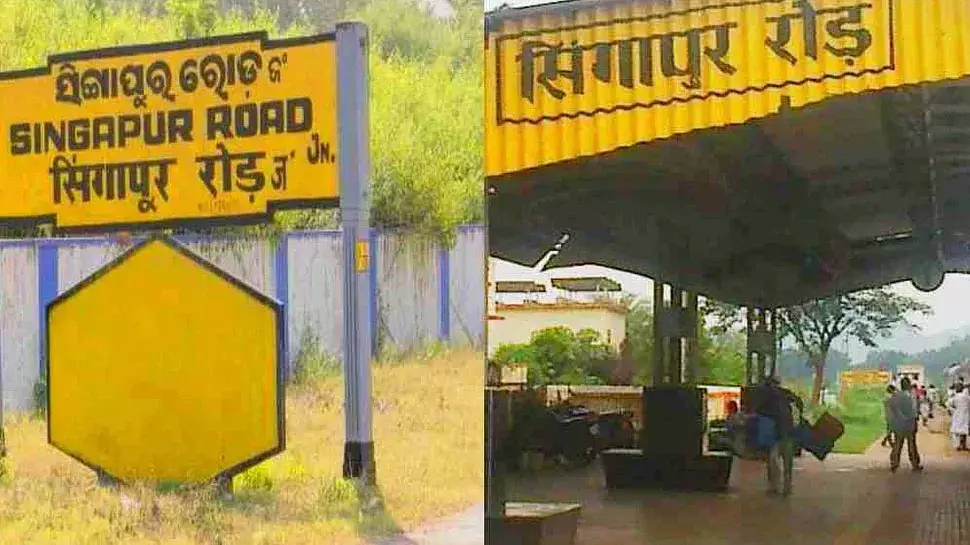 ସିଙ୍ଗାପୁର ରୋଡ଼ ଜଂ
SINGAPUR ROAD JN.
सिंगापुर रोड़ जं
सिंगापुर रोड़